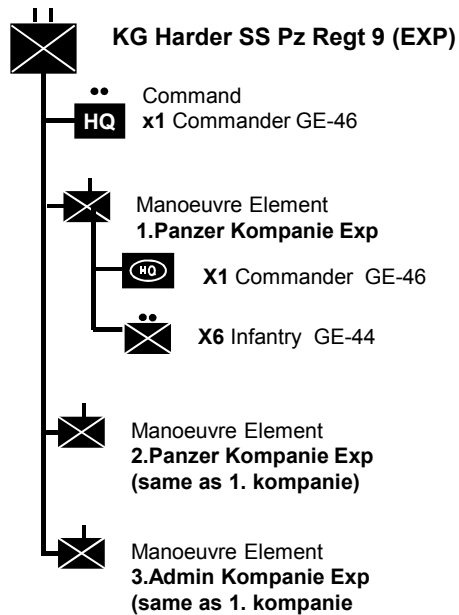 KG Harder SS Pz Regt 9 (EXP)
HQ
Command
x1 Commander GE-46
Manoeuvre Element
1.Panzer Kompanie Exp
HQ
X1 Commander GE-46
X6 Infantry GE-44
Manoeuvre Element
2.Panzer Kompanie Exp
(same as 1. kompanie)
Manoeuvre Element
3.Admin Kompanie Exp
(same as 1. kompanie